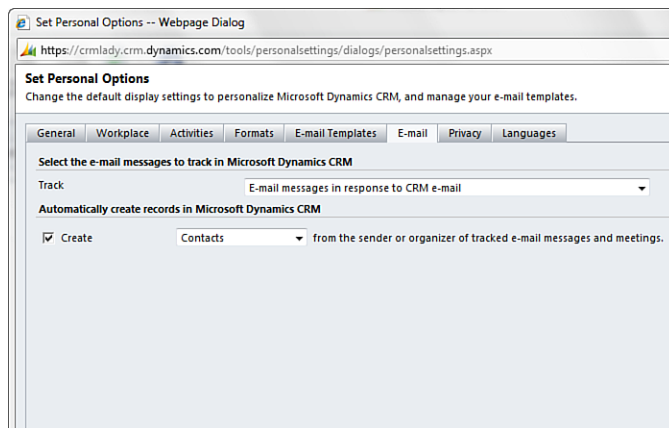 Set Personal Options -- Webpage Dialog
https://crmlady.crm.dynamics.com/tools/personalsettings/dialogs/personalsettings.aspx
Set Personal Options
Change the default display settings to personalize Microsoft Dynamics CRM, and manage your e-mail templates.
General Workplace Activities Formats E-mail Templates E-mail Privacy Languages
Select the e-mail messages to track in Microsoft Dynamics CRM
Track E-mail messages in response to CRM e-mail
Automatically create records in Microsoft Dynamics CRM
Create Contacts from the sender or organizer of tracked e-mail messages and meetings.